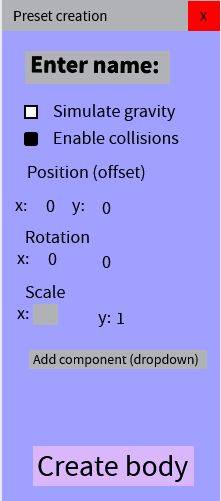 Preset creation x
Enter name:
Simulate gravity
Enable collisions
Position (offset)
x: 0 y: 0
Rotation
x: 0 0
Scale
x: y: 1
Add component (dropdown)
Create body